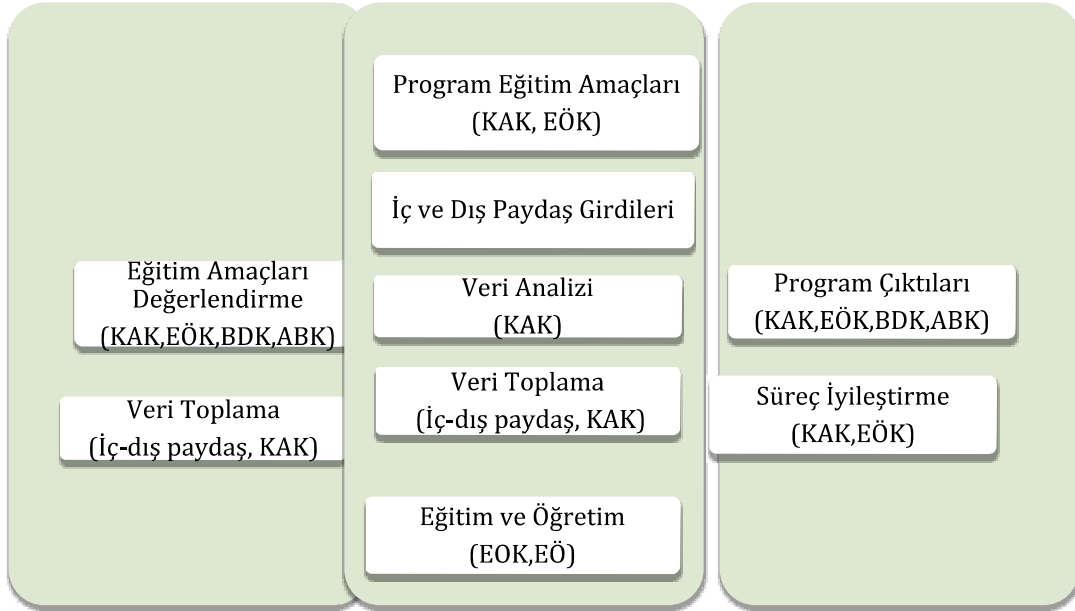 Eğitim Amaçları
Değerlendirme
(KAK,EÖK,BDK,ABK)
Veri Toplama
(İç-dış paydaş, KAK)
Program Eğitim Amaçları
(KAK, EÖK)
İç ve Dış Paydaş Girdileri
Veri Analizi
(KAK)
Veri Toplama
(İç-dış paydaş, KAK)
Eğitim ve Öğretim
(EOK,EÖ)
Program Çıktıları
(KAK,EÖK,BDK,ABK)
Süreç İyileştirme
(KAK,EÖK)